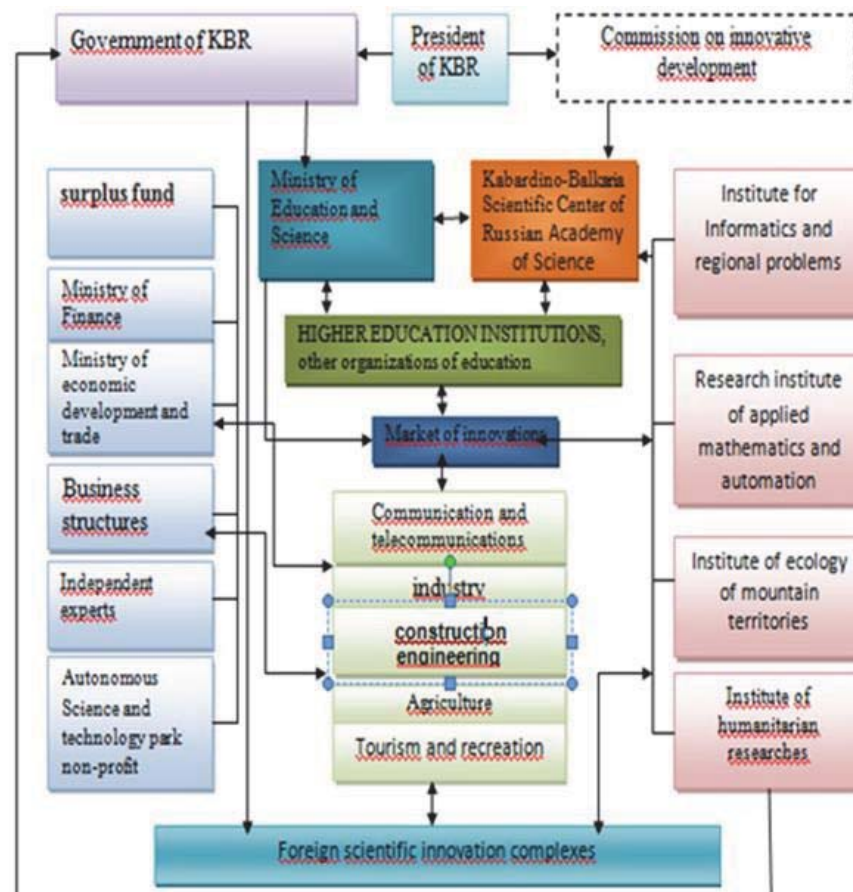 Government of KBR
President
of KBR
Commission on innovative
development
surplus fund
Ministry of
Education and
Science
Kabardino-Balkaria
Scientific Center of
Russian Academy
of Science
Institute for
Informatics and
regional problems
Ministry of
Finance
HIGHER EDUCATION INSTITUTIONS,
other organizations of education
Ministry of
economic
development and
trade
Research institute
of applied
mathematics and
automation
Market of innovations
Business
structures
Communication and
telecommunications
industry
construction
engineering
Agriculture
Tourism and recreation
Independent
experts
Institute of ecology
of mountain
territories
Autonomous
Science and
technology park
non-profit
Institute of
humanitarian
researches
Foreign scientific innovation complexes